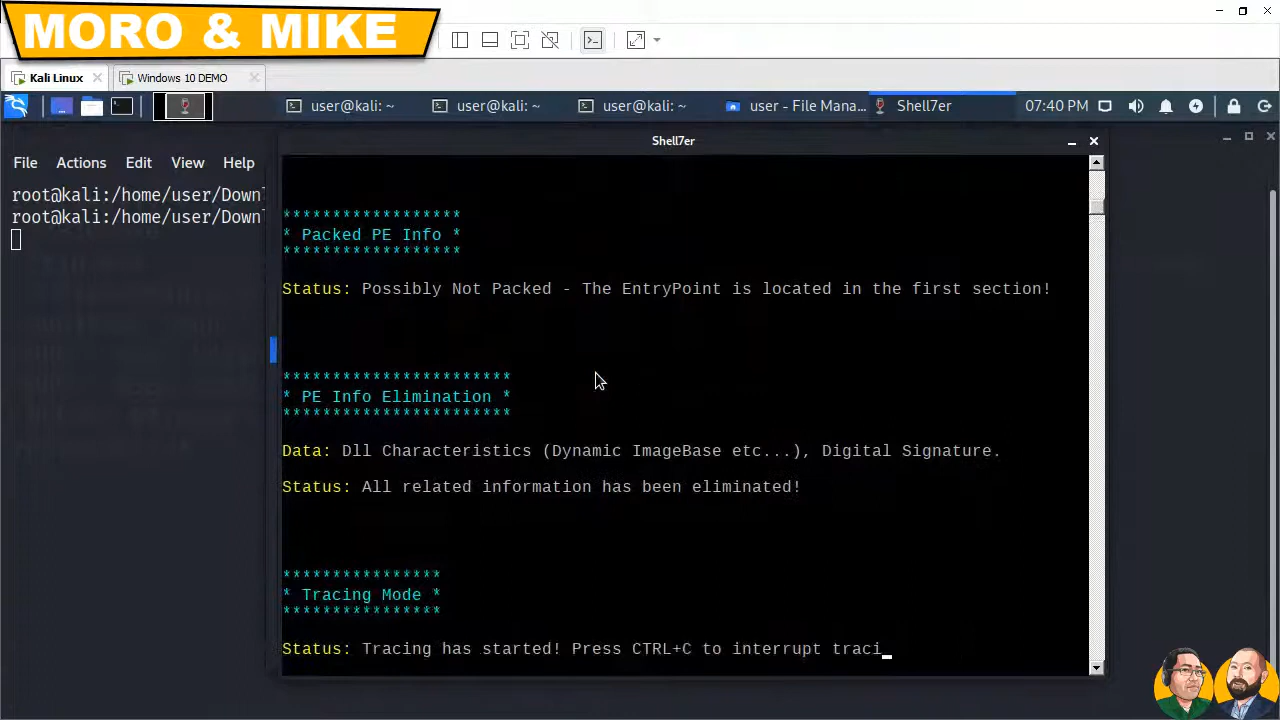 MORO & MIKE
Kali Linux
Windows 10 DEMO
user@kali: ~
user@kali: ~
user@kali: ~
user - File Mana...
Shell7er
07:40 PM
Shell7er
File Actions Edit View Help
root@kali:/home/user/Down
root@kali:/home/user/Down
******************
* Packed PE Info *
******************
Status: Possibly Not Packed - The EntryPoint is located in the first section!
***********************
* PE Info Elimination *
***********************
Data: Dll Characteristics (Dynamic ImageBase etc...), Digital Signature.
Status: All related information has been eliminated!
****************
* Tracing Mode *
****************
Status: Tracing has started! Press CTRL+C to interrupt traci_